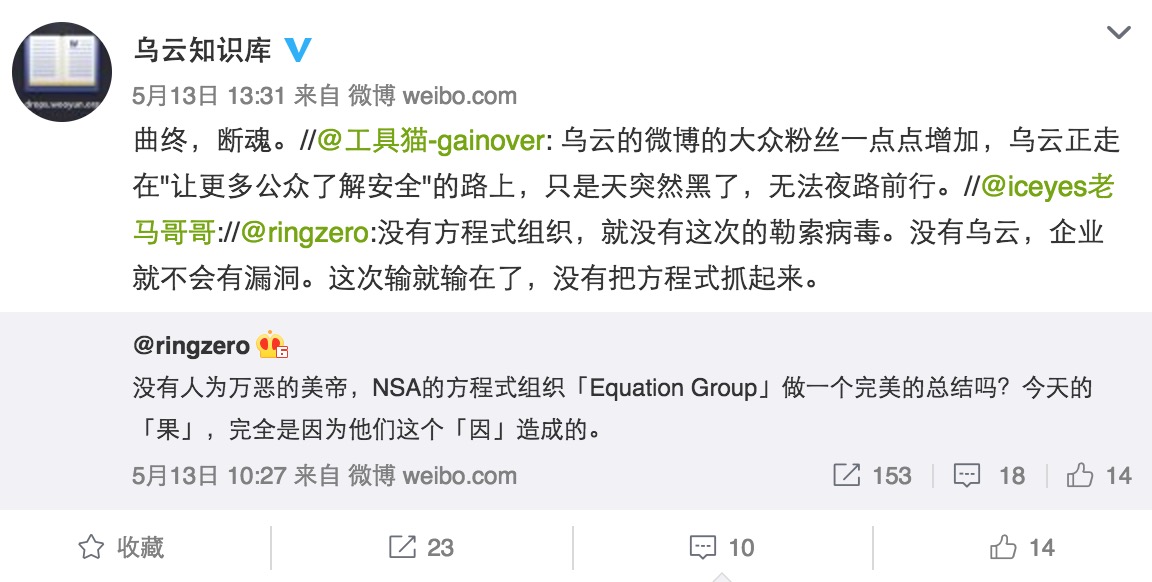 drops.wooyun.org
乌云知识库
5月13日 13:31 来自 微博 weibo.com
曲终，断魂。//@工具猫-gainover: 乌云的微博的大众粉丝一点点增加，乌云正走
在"让更多公众了解安全"的路上，只是天突然黑了，无法夜路前行。//@iceyes老
马哥哥://@ringzero:没有方程式组织，就没有这次的勒索病毒。没有乌云，企业
就不会有漏洞。这次输就输在了，没有把方程式抓起来。
@ringzero 6
没有人为万恶的美帝，NSA的方程式组织「Equation Group」做一个完美的总结吗？今天的
「果」，完全是因为他们这个「因」造成的。
5月13日 10:27 来自 微博 weibo.com 153 18 14
收藏 23 10 14